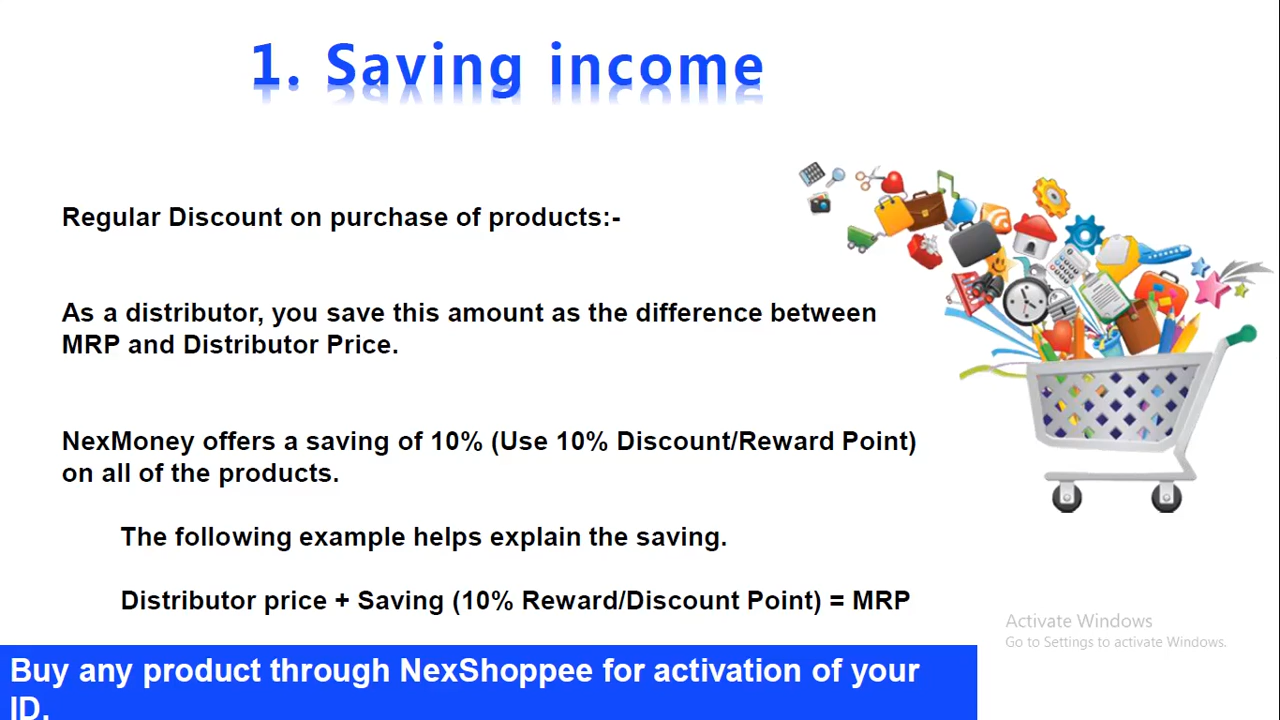 1. Saving income
Regular Discount on purchase of products:-
As a distributor, you save this amount as the difference between
MRP and Distributor Price.
NexMoney offers a saving of 10% (Use 10% Discount/Reward Point)
on all of the products.
The following example helps explain the saving.
Distributor price + Saving (10% Reward/Discount Point) = MRP
Activate Windows
Go to Settings to activate Windows.
Buy any product through NexShoppee for activation of your
ID.